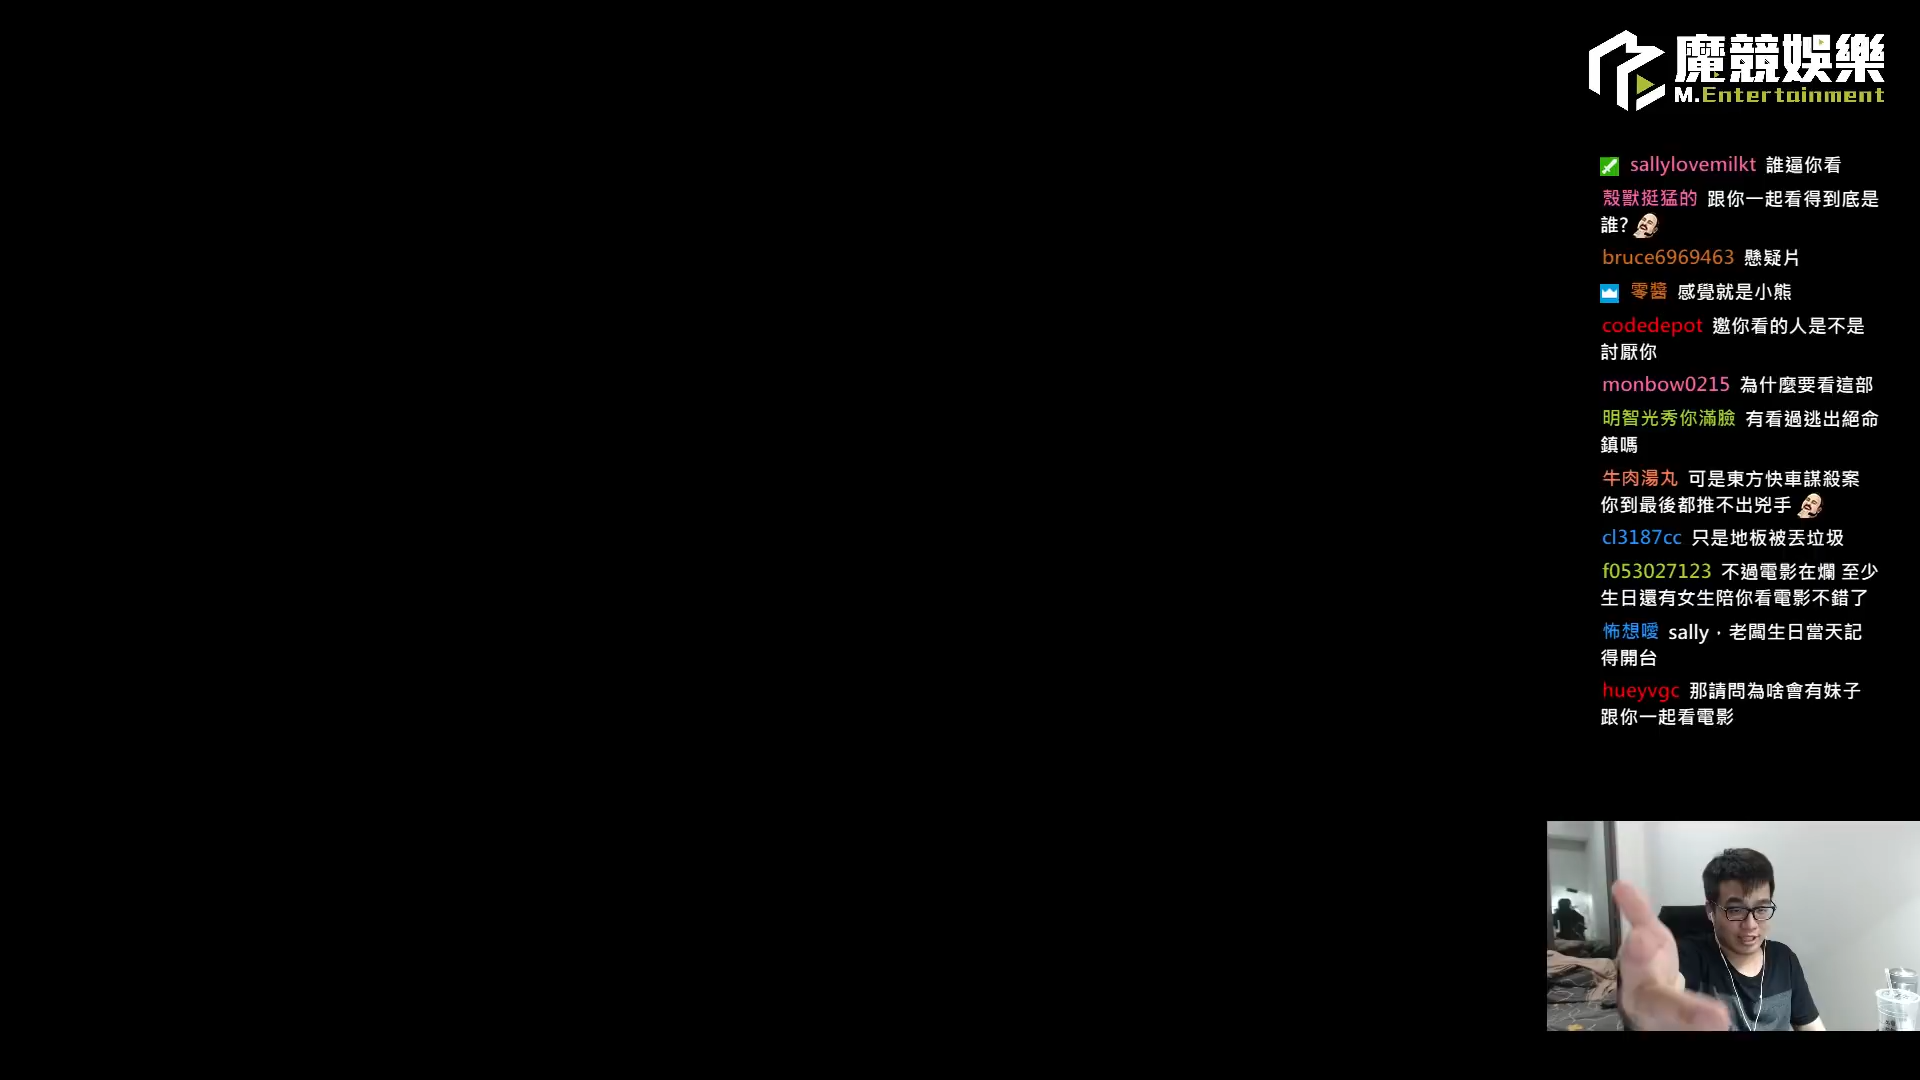 魔競娛樂
M.Entertainment
sallylovemilkt 誰逼你看
殼獸挺猛的 跟你一起看得到底是
誰?
bruce6969463 懸疑片
零醬 感覺就是小熊
codedepot 邀你看的人是不是
討厭你
monbow0215 為什麼要看這部
明智光秀你滿臉 有看過逃出絕命
鎮嗎
牛肉湯丸 可是東方快車謀殺案
你到最後都推不出兇手
cl3187cc 只是地板被丟垃圾
f053027123 不過電影在爛 至少
生日還有女生陪你看電影不錯了
怖想噯 sally，老闆生日當天記
得開台
hueyvgc 那請問為啥會有妹子
跟你一起看電影